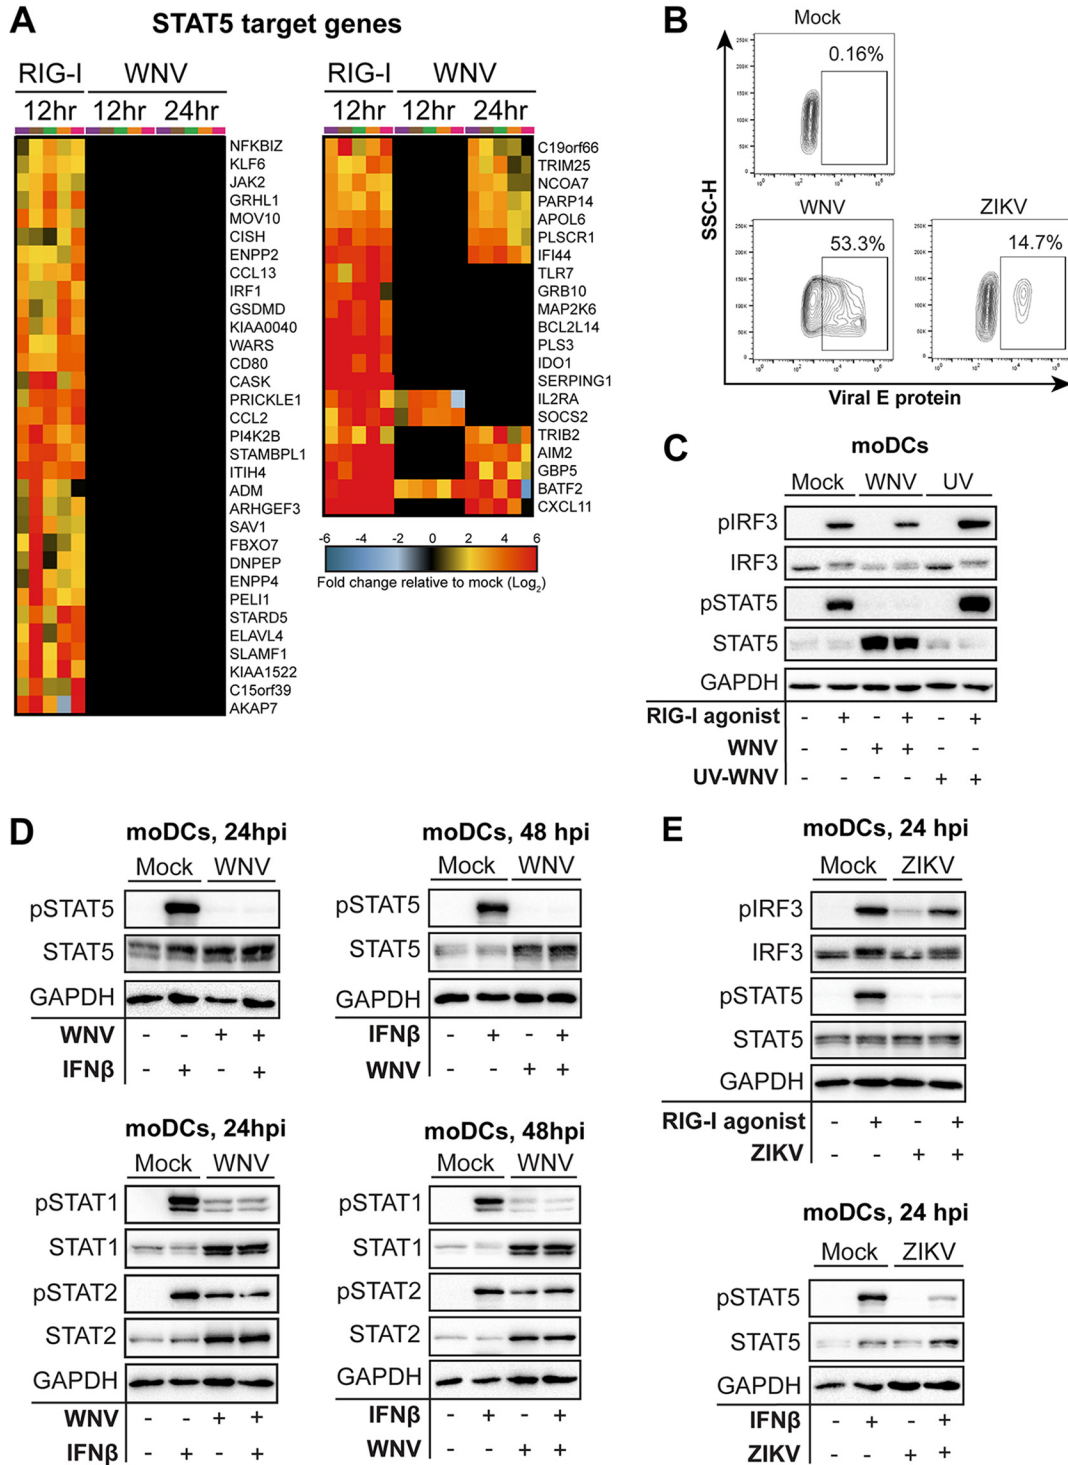 A
STAT5 target genes
RIG-I WNV
12hr 12hr 24hr
NFKBIZ
KLF6
JAK2
GRHL1
MOV10
CISH
ENPP2
CCL13
IRF1
GSDMD
KIAA0040
WARS
CD80
CASK
PRICKLE1
CCL2
PI4K2B
STAMBPL1
ITIH4
ADM
ARHGEF3
SAV1
FBXO7
DNPEP
ENPP4
PELI1
STARD5
ELAVL4
SLAMF1
KIAA1522
C15orf39
AKAP7
RIG-I WNV
12hr 12hr 24hr
C19orf66
TRIM25
NCOA7
PARP14
APOL6
PLSCR1
IFI44
TLR7
GRB10
MAP2K6
BCL2L14
PLS3
IDO1
SERPING1
IL2RA
SOCS2
TRIB2
AIM2
GBP5
BATF2
CXCL11
-6 -4 -2 0 2 4 6
Fold change relative to mock (Log2)
B
Mock
0.16%
WNV
53.3%
ZIKV
14.7%
SSC-H
Viral E protein
C
moDCs
Mock WNV UV
pIRF3
IRF3
pSTAT5
STAT5
GAPDH
RIG-I agonist - + - + - +
WNV - - + + - -
UV-WNV - - - - + +
D
moDCs, 24hpi
Mock WNV
pSTAT5
STAT5
GAPDH
WNV - - + +
IFNβ - + - +
moDCs, 48 hpi
Mock WNV
pSTAT5
STAT5
GAPDH
IFNβ - + - +
WNV - - + +
moDCs, 24hpi
Mock WNV
pSTAT1
STAT1
pSTAT2
STAT2
GAPDH
WNV - - + +
IFNβ - + - +
moDCs, 48hpi
Mock WNV
pSTAT1
STAT1
pSTAT2
STAT2
GAPDH
IFNβ - + - +
WNV - - + +
E
moDCs, 24 hpi
Mock ZIKV
pIRF3
IRF3
pSTAT5
STAT5
GAPDH
RIG-I agonist - + - +
ZIKV - - + +
moDCs, 24 hpi
Mock ZIKV
pSTAT5
STAT5
GAPDH
IFNβ - + - +
ZIKV - - + +